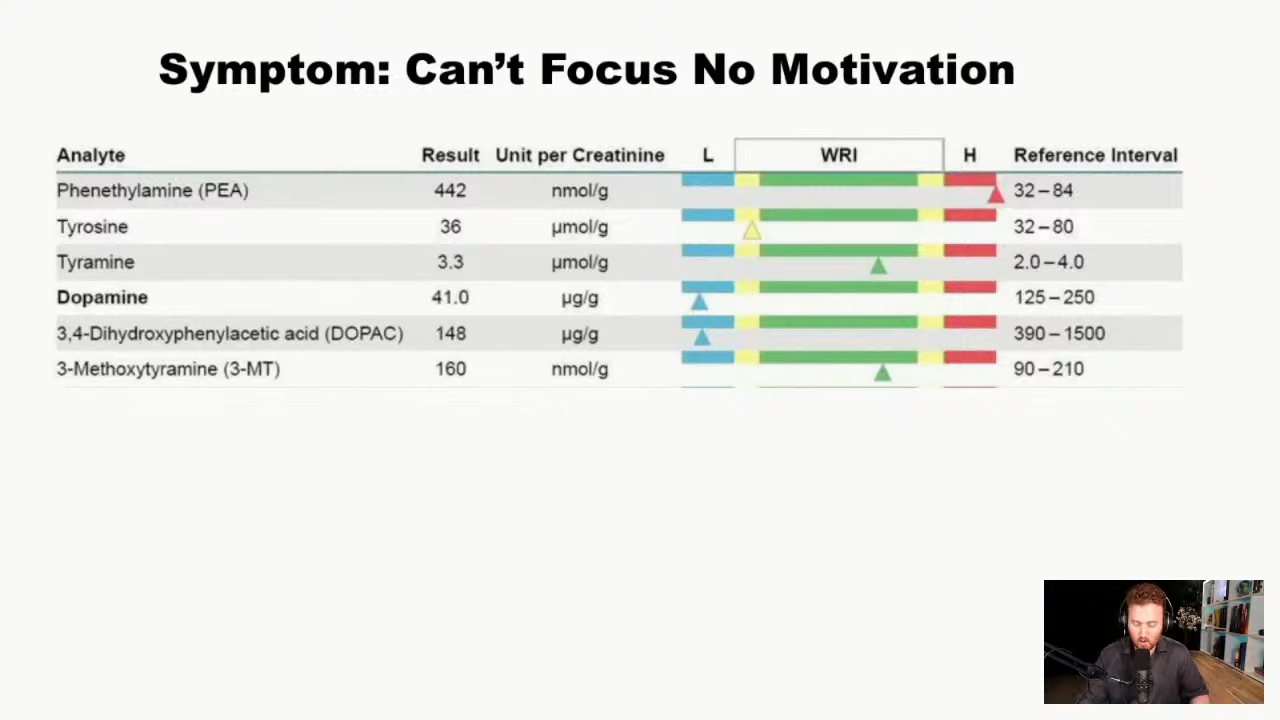 Symptom: Can't Focus No Motivation
Analyte Result Unit per Creatinine L WRI H Reference Interval
Phenethylamine (PEA) 442 nmol/g 32–84
Tyrosine 36 µmol/g 32–80
Tyramine 3.3 µmol/g 2.0–4.0
Dopamine 41.0 µg/g 125–250
3,4-Dihydroxyphenylacetic acid (DOPAC) 148 µg/g 390–1500
3-Methoxytyramine (3-MT) 160 nmol/g 90–210